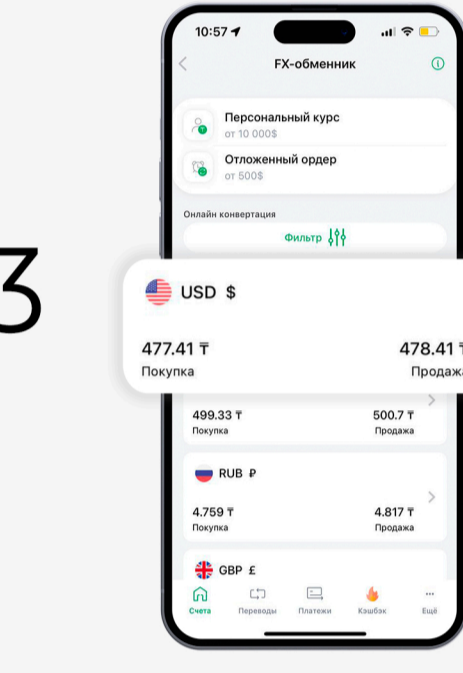 10:57
FX-обменник
Персональный курс
от 10 000$
Отложенный ордер
от 500$
Онлайн конвертация
Фильтр
3
USD $
477.41 ₸ 478.41 ₸
Покупка Продажа
499.33 ₸ 500.7 ₸
Покупка Продажа
RUB ₽
4.759 ₸ 4.817 ₸
Покупка Продажа
GBP £
Счета Переводы Платежи Кэшбэк Ещё